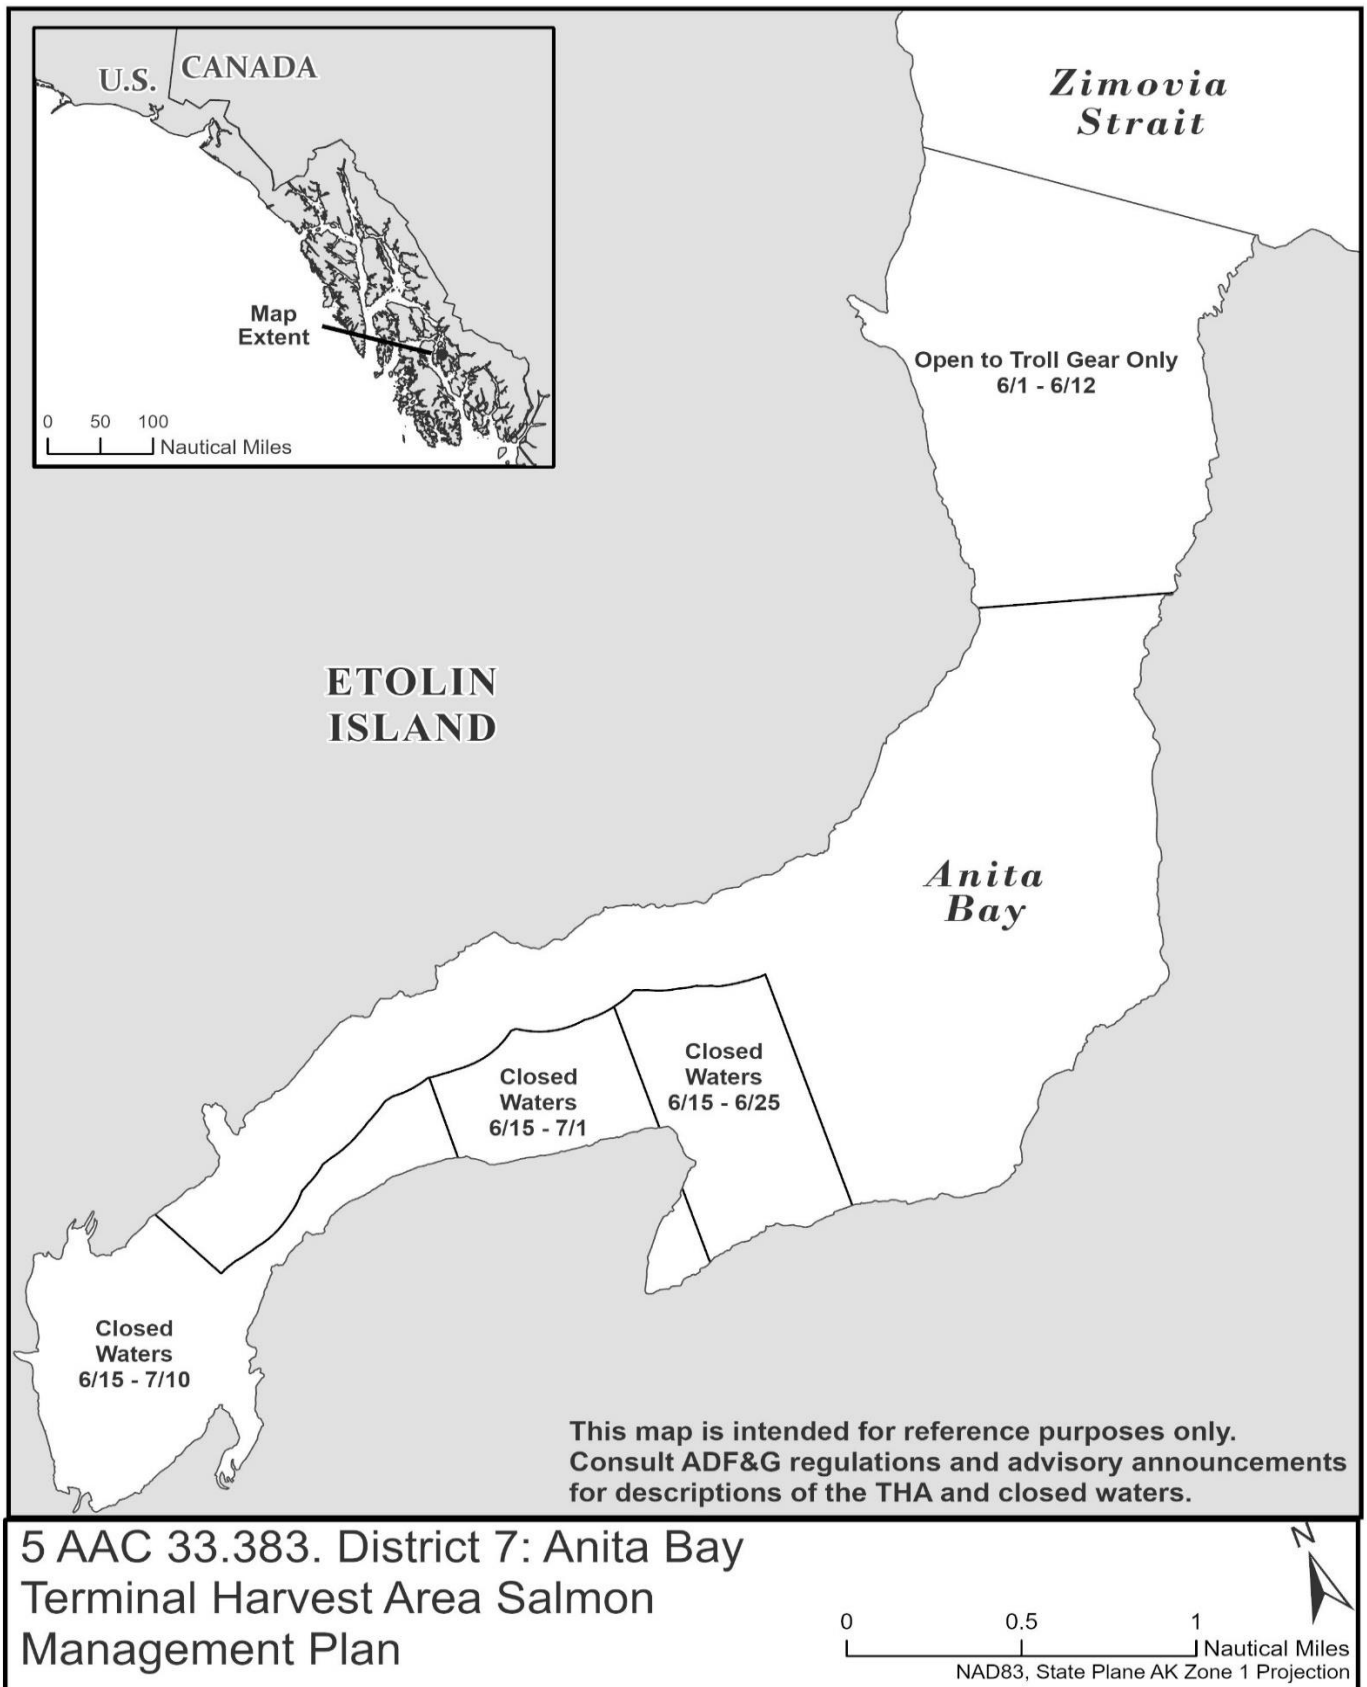 U.S.
CANADA
Map
Extent
0 50 100
Nautical Miles
Zimovia
Strait
Open to Troll Gear Only
6/1 - 6/12
ETOLIN
ISLAND
Anita
Bay
Closed
Waters
6/15 - 6/25
Closed
Waters
6/15 - 7/1
Closed
Waters
6/15 - 7/10
This map is intended for reference purposes only.
Consult ADF&G regulations and advisory announcements
for descriptions of the THA and closed waters.
5 AAC 33.383. District 7: Anita Bay
Terminal Harvest Area Salmon
Management Plan
N
0 0.5 1
Nautical Miles
NAD83, State Plane AK Zone 1 Projection